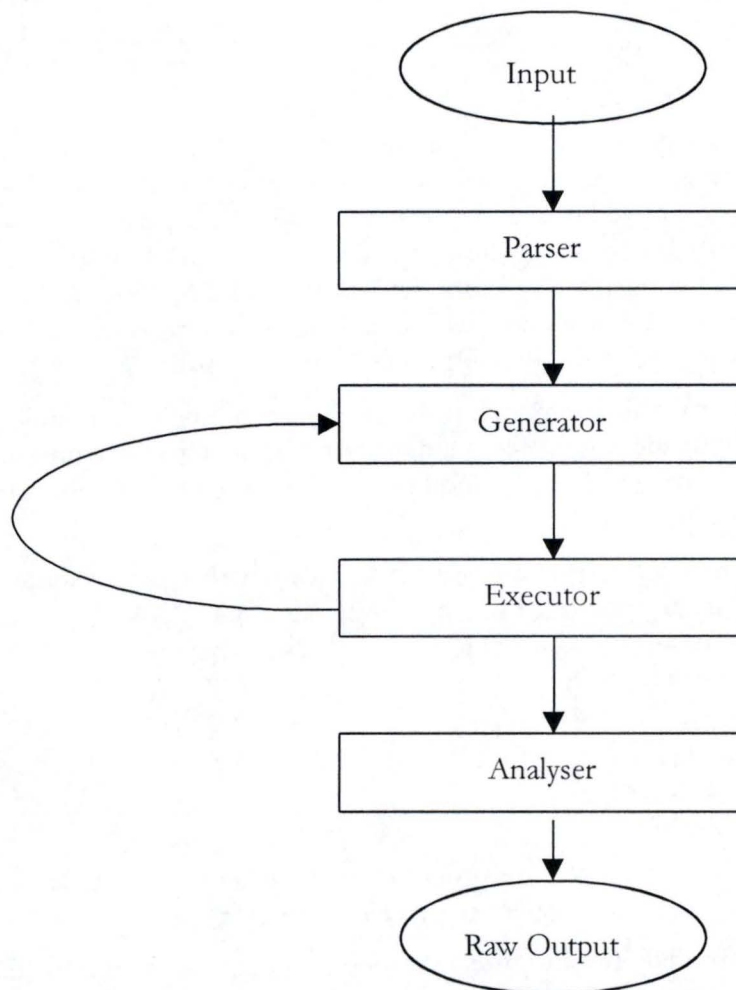 Input
Parser
Generator
Executor
Analyser
Raw Output